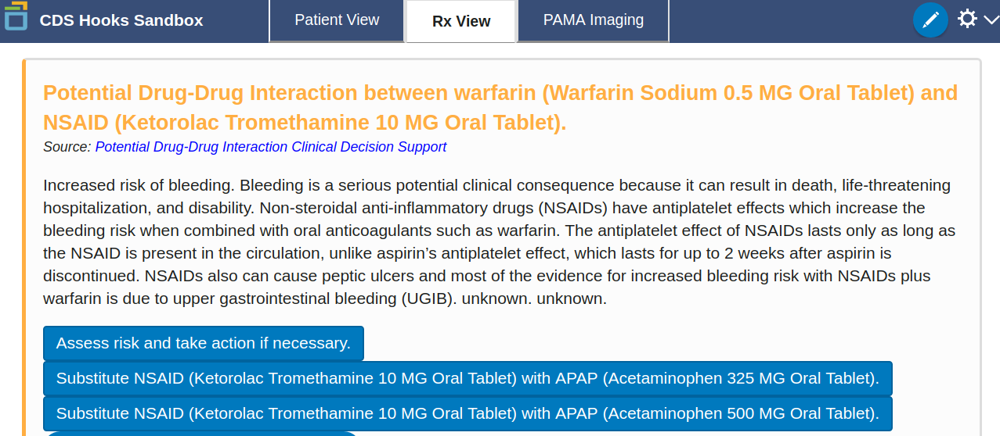 CDS Hooks Sandbox
Patient View
Rx View
PAMA Imaging
Potential Drug-Drug Interaction between warfarin (Warfarin Sodium 0.5 MG Oral Tablet) and
NSAID (Ketorolac Tromethamine 10 MG Oral Tablet).
Source: Potential Drug-Drug Interaction Clinical Decision Support
Increased risk of bleeding. Bleeding is a serious potential clinical consequence because it can result in death, life-threatening
hospitalization, and disability. Non-steroidal anti-inflammatory drugs (NSAIDs) have antiplatelet effects which increase the
bleeding risk when combined with oral anticoagulants such as warfarin. The antiplatelet effect of NSAIDs lasts only as long as
the NSAID is present in the circulation, unlike aspirin’s antiplatelet effect, which lasts for up to 2 weeks after aspirin is
discontinued. NSAIDs also can cause peptic ulcers and most of the evidence for increased bleeding risk with NSAIDs plus
warfarin is due to upper gastrointestinal bleeding (UGIB). unknown. unknown.
Assess risk and take action if necessary.
Substitute NSAID (Ketorolac Tromethamine 10 MG Oral Tablet) with APAP (Acetaminophen 325 MG Oral Tablet).
Substitute NSAID (Ketorolac Tromethamine 10 MG Oral Tablet) with APAP (Acetaminophen 500 MG Oral Tablet).